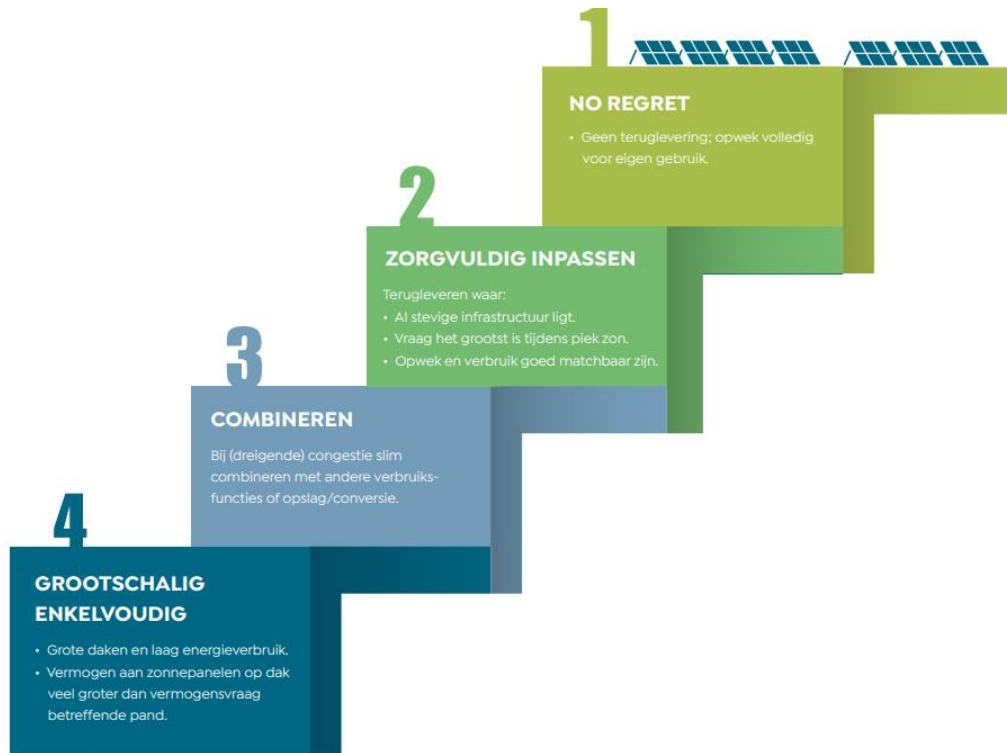 1
NO REGRET
• Geen teruglevering; opwek volledig
voor eigen gebruik.
2
ZORGVULDIG INPASSEN
Terugleveren waar:
• Al stevige infrastructuur ligt.
• Vraag het grootst is tijdens piek zon.
• Opwek en verbruik goed matchbaar zijn.
3
COMBINEREN
Bij (dreigende) congestie slim
combineren met andere verbruiks-
functies of opslag/conversie.
4
GROOTSCHALIG
ENKELVOUDIG
• Grote daken en laag energieverbruik.
• Vermogen aan zonnepanelen op dak
veel groter dan vermogensvraag
betreffende pand.